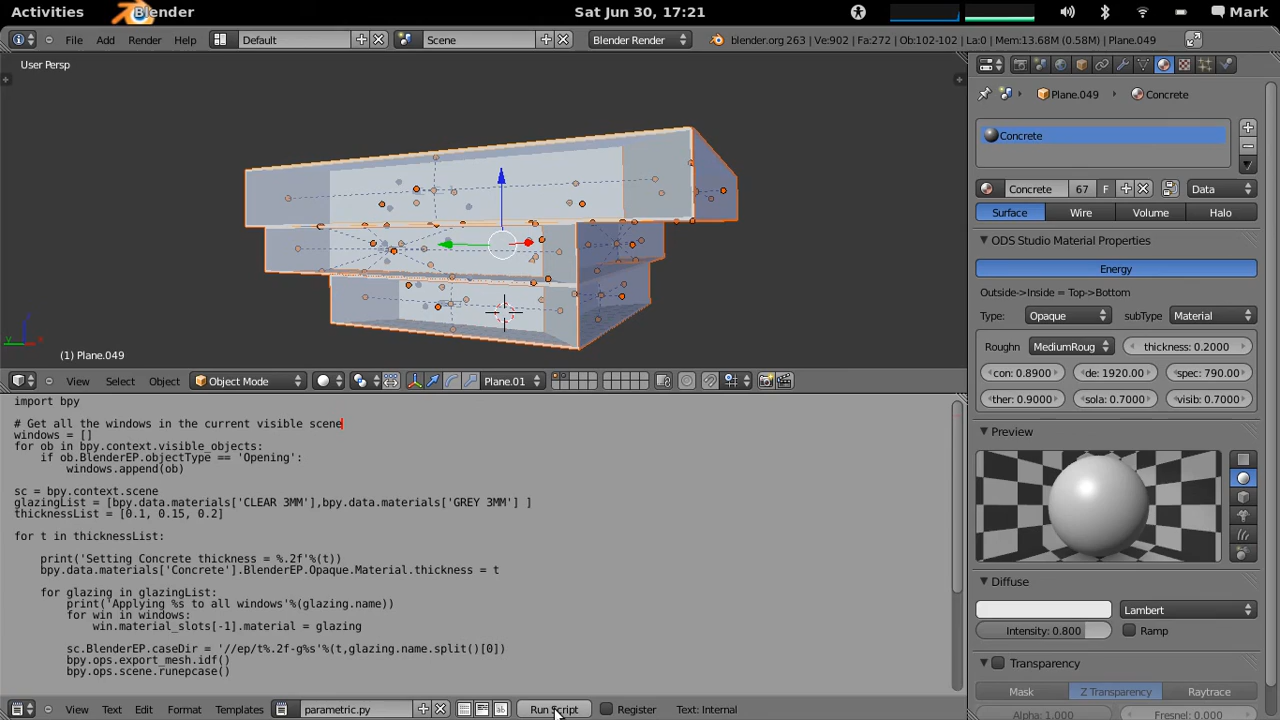 Activities Blender Sat Jun 30, 17:21 Mark
File Add Render Help Default Scene Blender Render blender.org 263 | Ve:902 | Fa:272 | Ob:102-102 | La:0 | Mem:13.68M (0.58M) | Plane.049
User Persp
Plane.049 Concrete
Concrete
Concrete 67 F Data
Surface Wire Volume Halo
ODS Studio Material Properties
Energy
Outside->Inside = Top->Bottom
Type: Opaque subType Material
Roughn MediumRoug thickness: 0.2000
con: 0.8900 de: 1920.00 spec: 790.00
ther: 0.9000 sola: 0.7000 visib: 0.7000
Preview
Diffuse
Lambert
Intensity: 0.800 Ramp
Transparency
Mask Z Transparency Raytrace
Alpha: 1.000 Fresnel: 0.000
z
y
(1) Plane.049
View Select Object Object Mode Plane.01
import bpy
# Get all the windows in the current visible scene
windows = []
for ob in bpy.context.visible_objects:
if ob.BlenderEP.objectType == 'Opening':
windows.append(ob)
sc = bpy.context.scene
glazingList = [bpy.data.materials['CLEAR 3MM'],bpy.data.materials['GREY 3MM'] ]
thicknessList = [0.1, 0.15, 0.2]
for t in thicknessList:
print('Setting Concrete thickness = %.2f'%(t))
bpy.data.materials['Concrete'].BlenderEP.Opaque.Material.thickness = t
for glazing in glazingList:
print('Applying %s to all windows'%(glazing.name))
for win in windows:
win.material_slots[-1].material = glazing
sc.BlenderEP.caseDir = '//ep/t%.2f-g%s'%(t,glazing.name.split()[0])
bpy.ops.export_mesh.idf()
bpy.ops.scene.runepcase()
View Text Edit Format Templates parametric.py Run Script Register Text: Internal